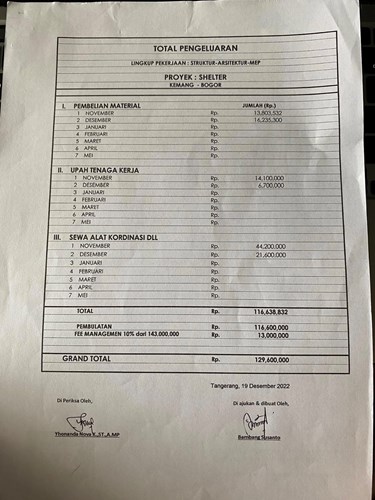 TOTAL PENGELUARAN
LINGKUP PEKERJAAN : STRUKTUR-ARSITEKTUR-MEP
PROYEK : SHELTER
KEMANG - BOGOR
I. PEMBELIAN MATERIAL JUMLAH (Rp.)
1 NOVEMBER Rp. 13,803,532
2 DESEMBER Rp. 16,235,300
3 JANUARI Rp.
4 FEBRUARI Rp.
5 MARET Rp.
6 APRIL Rp.
7 MEI Rp.
II. UPAH TENAGA KERJA
1 NOVEMBER Rp. 14,100,000
2 DESEMBER Rp. 6,700,000
3 JANUARI Rp.
4 FEBRUARI Rp.
5 MARET Rp.
6 APRIL Rp.
7 MEI Rp.
III. SEWA ALAT KORDINASI DLL
1 NOVEMBER Rp. 44,200,000
2 DESEMBER Rp. 21,600,000
3 JANUARI Rp.
4 FEBRUARI Rp.
5 MARET Rp.
6 APRIL Rp.
7 MEI Rp.
TOTAL Rp. 116,638,832
PEMBULATAN Rp. 116,600,000
FEE MANAGEMEN 10% dari 143.000,000 Rp. 13,000,000
GRAND TOTAL Rp. 129,600,000
Tangerang, 19 Desember 2022
Di Periksa Oleh, Di ajukan & dibuat Oleh,
Yhonanda Nova Y.,ST.,A.MP Bambang Susanto